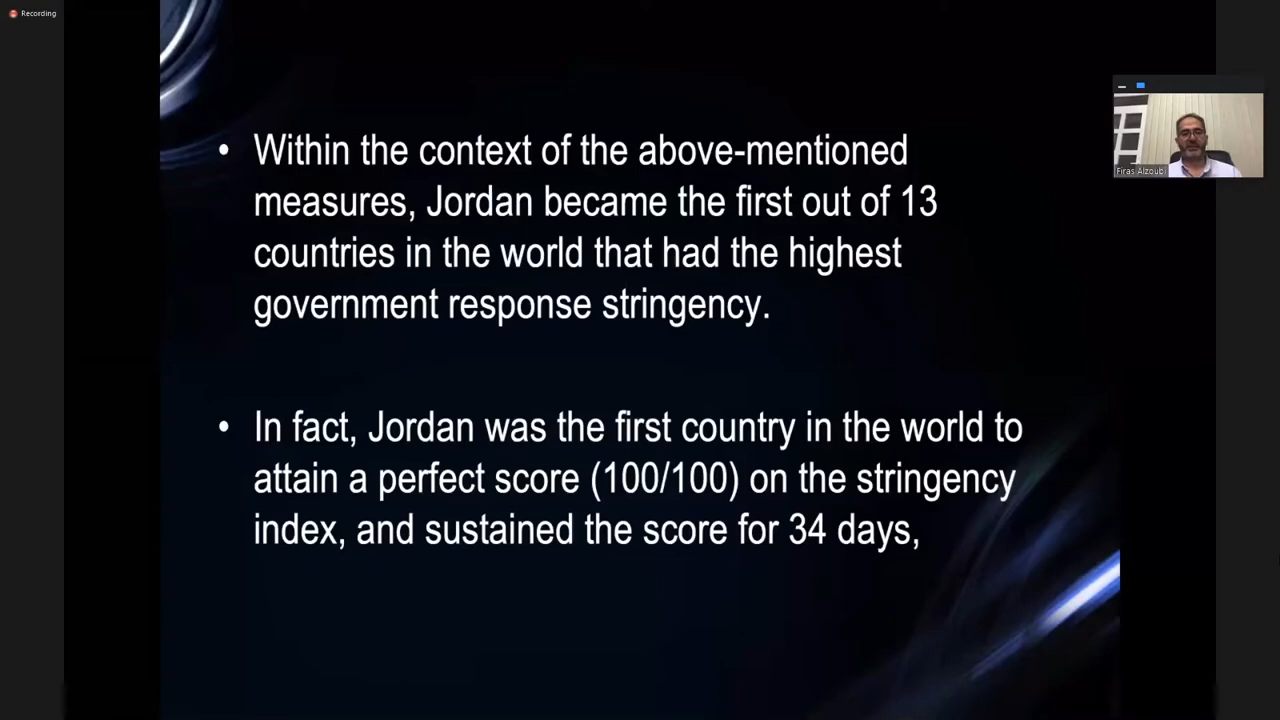 Recording
• Within the context of the above-mentioned
measures, Jordan became the first out of 13
countries in the world that had the highest
government response stringency.
• In fact, Jordan was the first country in the world to
attain a perfect score (100/100) on the stringency
index, and sustained the score for 34 days,
Firas Alzoubi